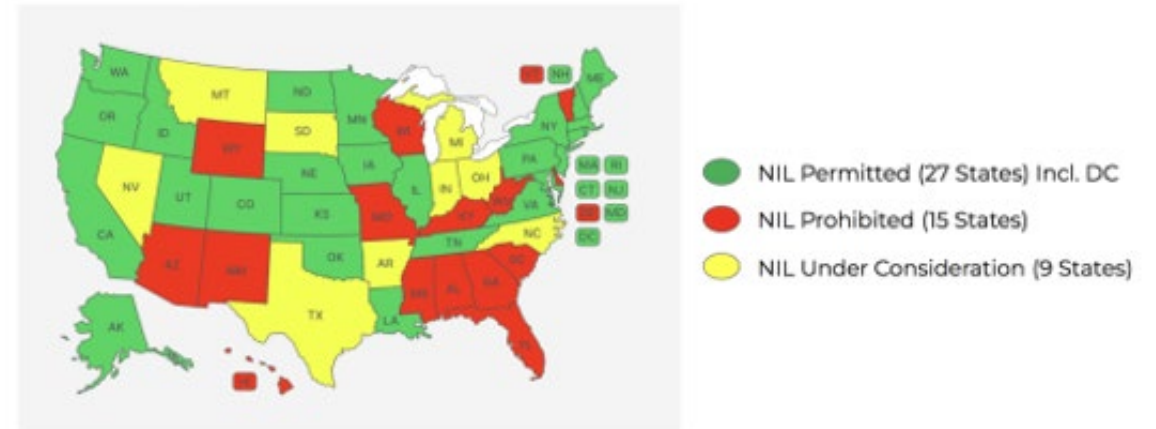 VT NH
WA
ME
MT
ND
OR
MN
ID
SD
WI
NY
WY
MI
IA
PA
MA RI
NE
OH
NV
IL
IN
CT NJ
UT
CO
WV
VA
KS
MO
KY
DE MD
CA
NC
DC
TN
OK
AZ
NM
AR
SC
MS
AL
GA
TX
LA
AK
FL
HI
NIL Permitted (27 States) Incl. DC
NIL Prohibited (15 States)
NIL Under Consideration (9 States)